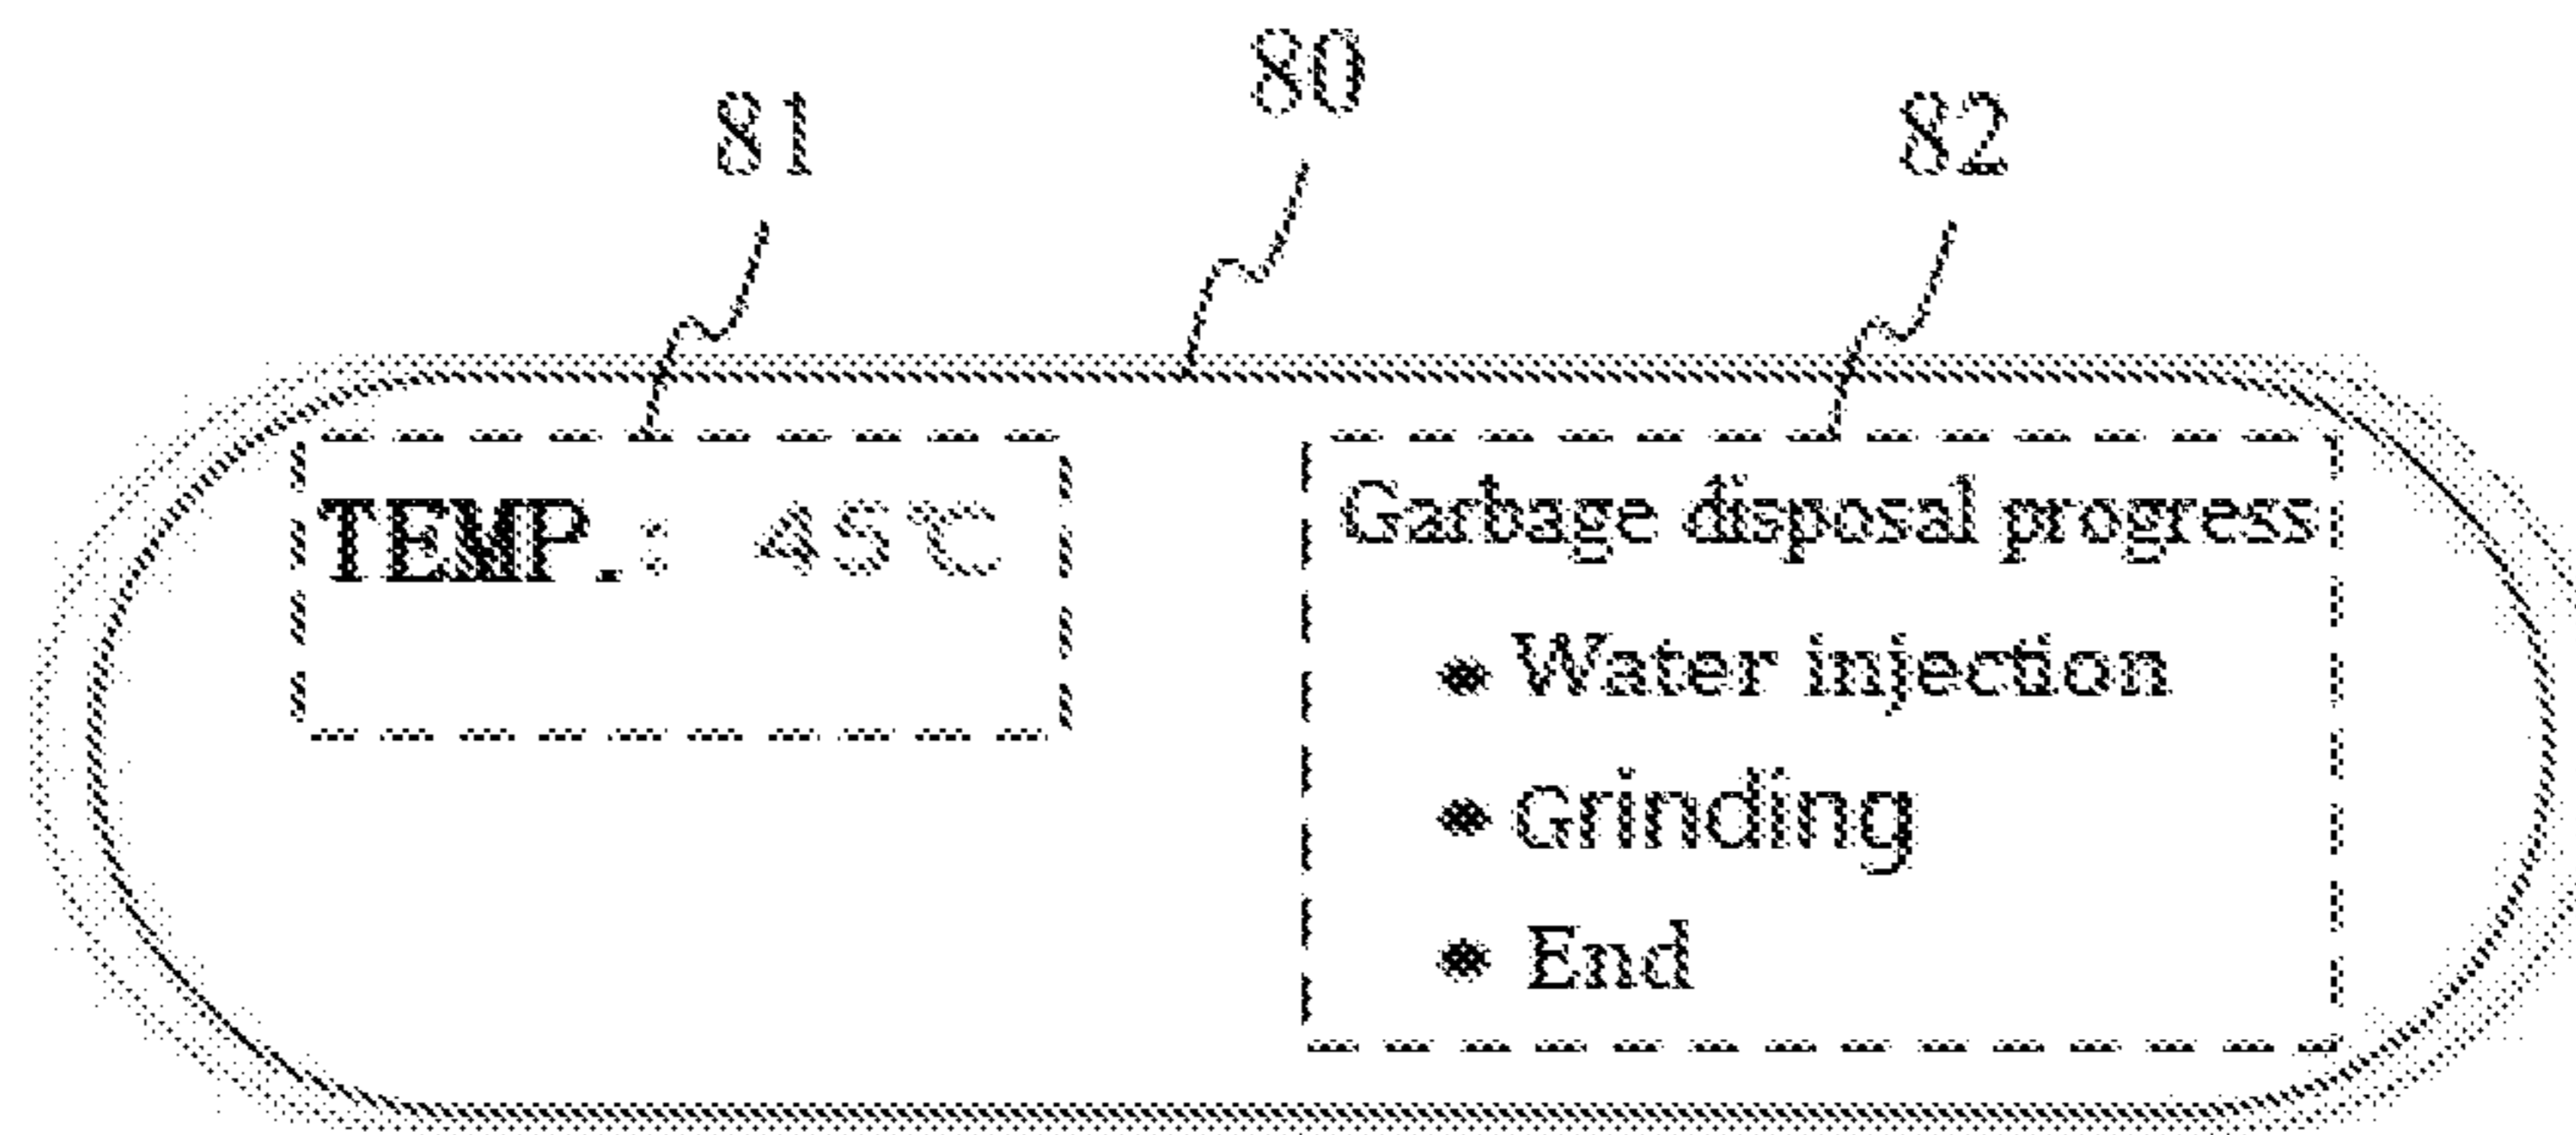 80
81
82
TEMP.: 45℃
Garbage disposal progress
Water injection
Grinding
End